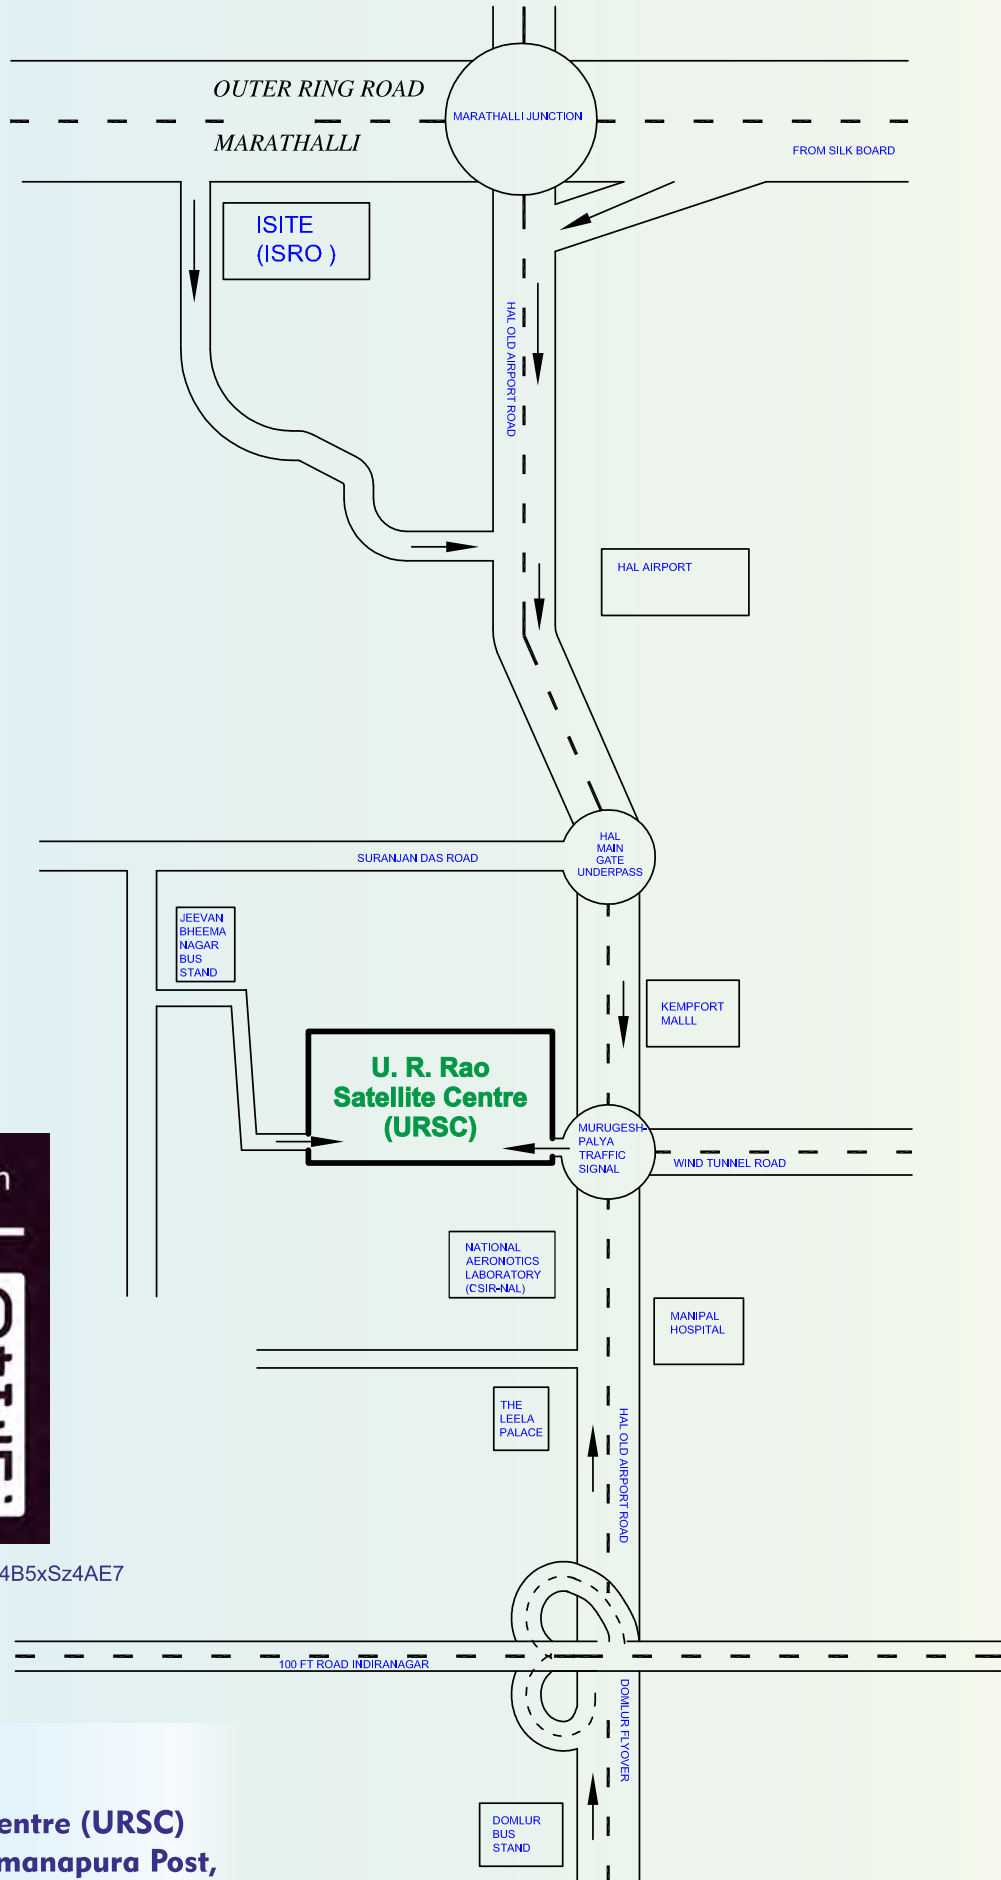 OUTER RING ROAD
MARATHALLI JUNCTION
MARATHALLI
FROM SILK BOARD
ISITE
(ISRO )
HAL OLD AIRPORT ROAD
HAL AIRPORT
HAL
MAIN
GATE
UNDERPASS
SURANJAN DAS ROAD
JEEVAN
BHEEMA
NAGAR
BUS
STAND
KEMPFORT
MALLL
U. R. Rao
Satellite Centre
(URSC)
MURUGESH-
PALYA
TRAFFIC
SIGNAL
WIND TUNNEL ROAD
NATIONAL
AERONOTICS
LABORATORY
(CSIR-NAL)
MANIPAL
HOSPITAL
THE
LEELA
PALACE
HAL OLD AIRPORT ROAD
4B5xSz4AE7
100 FT ROAD INDIRANAGAR
DOMLUR FLYOVER
DOMLUR
BUS
STAND
entre (URSC)
manapura Post,